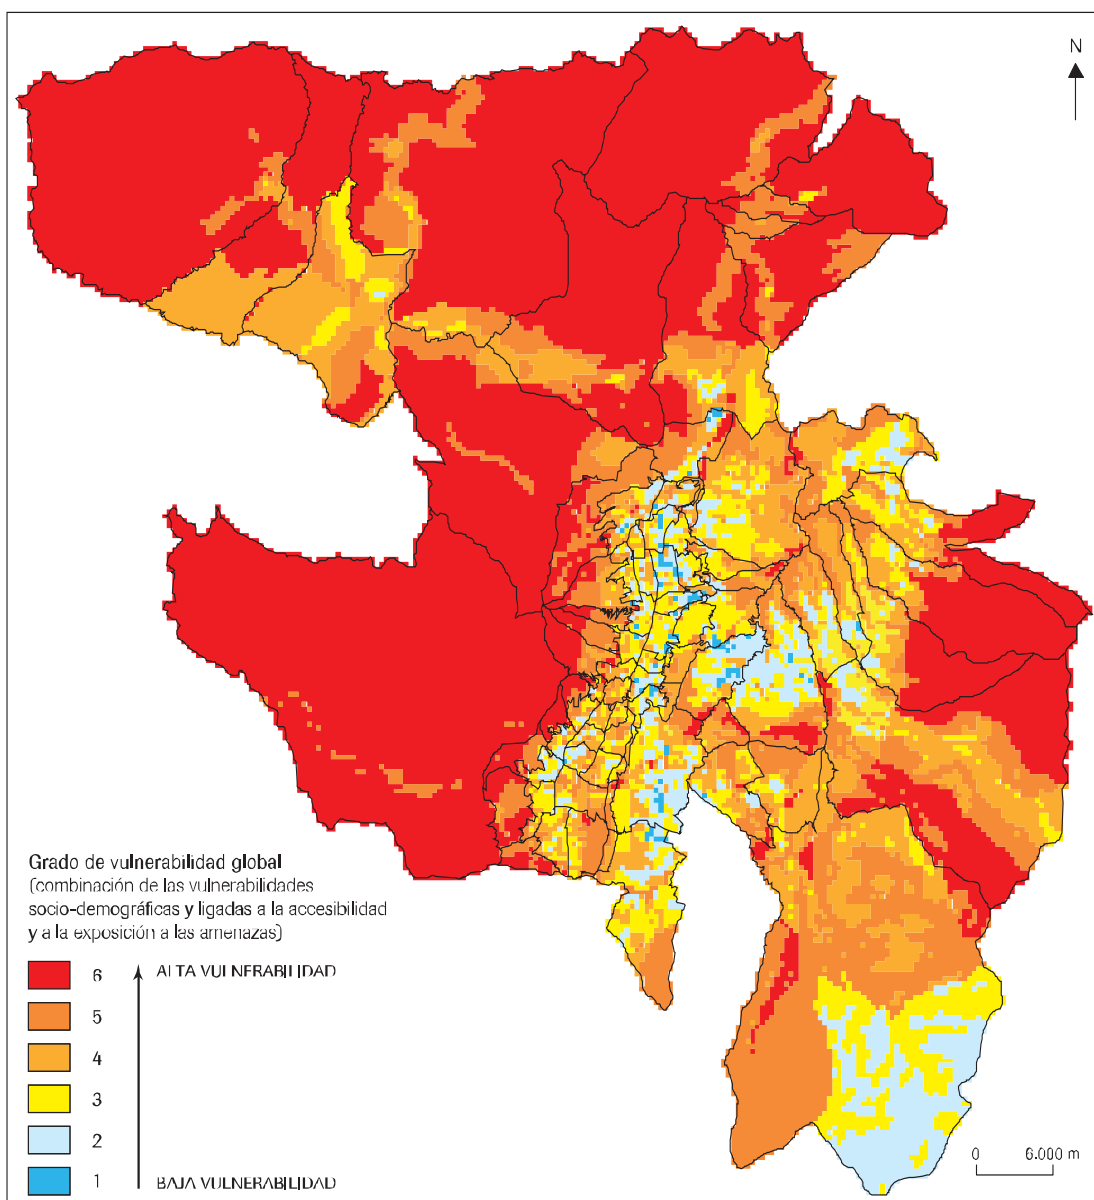 N
Grado de vulnerabilidad global
(combinación de las vulnerabilidades
socio-demográficas y ligadas a la accesibilidad
y a la exposición a las amenazas)
6 ALTA VULNERABILIDAD
5
4
3
2
1 BAJA VULNERABILIDAD
0 6.000 m